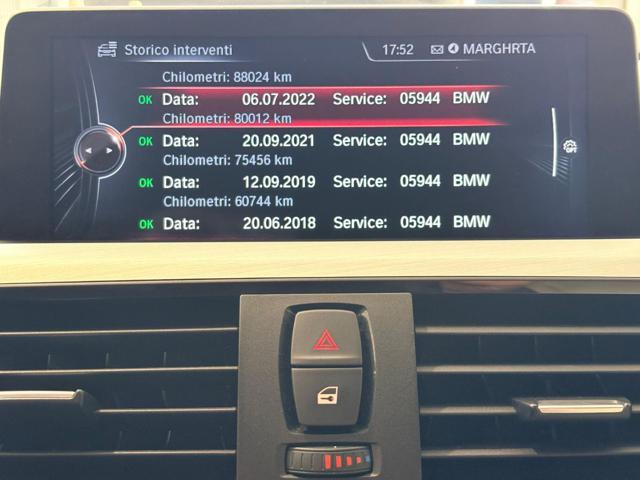 Storico interventi 17:52 MARGHRTA
Chilometri: 88024 km
OK Data: 06.07.2022 Service: 05944 BMW
Chilometri: 80012 km
OK Data: 20.09.2021 Service: 05944 BMW
Chilometri: 75456 km
OK Data: 12.09.2019 Service: 05944 BMW
Chilometri: 60744 km
OK Data: 20.06.2018 Service: 05944 BMW